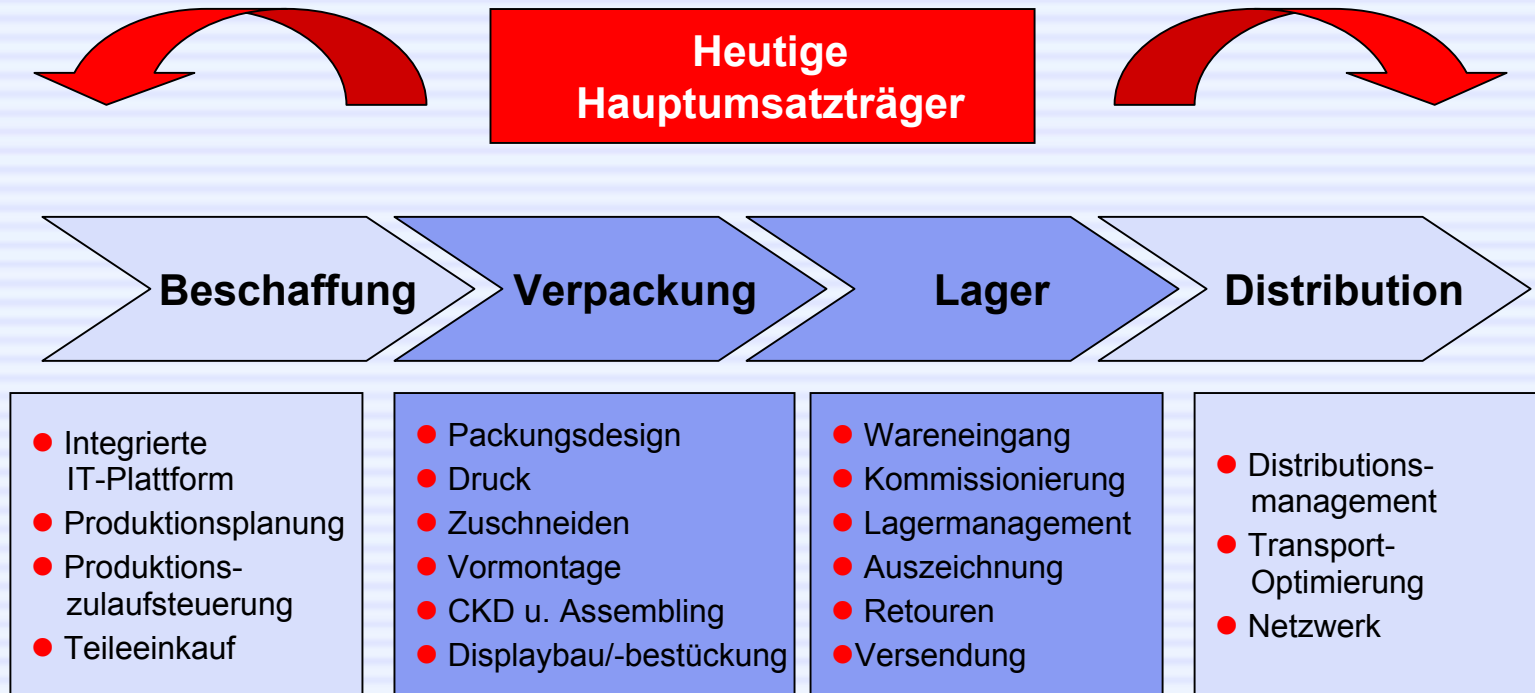 Heutige
Hauptumsatzträger
Beschaffung
Verpackung
Lager
Distribution
Integrierte
IT-Plattform
Produktionsplanung
Produktions-
zulaufsteuerung
Teileeinkauf
Packungsdesign
Druck
Zuschneiden
Vormontage
CKD u. Assembling
Displaybau/-bestückung
Wareneingang
Kommissionierung
Lagermanagement
Auszeichnung
Retouren
Versendung
Distributions-
management
Transport-
Optimierung
Netzwerk